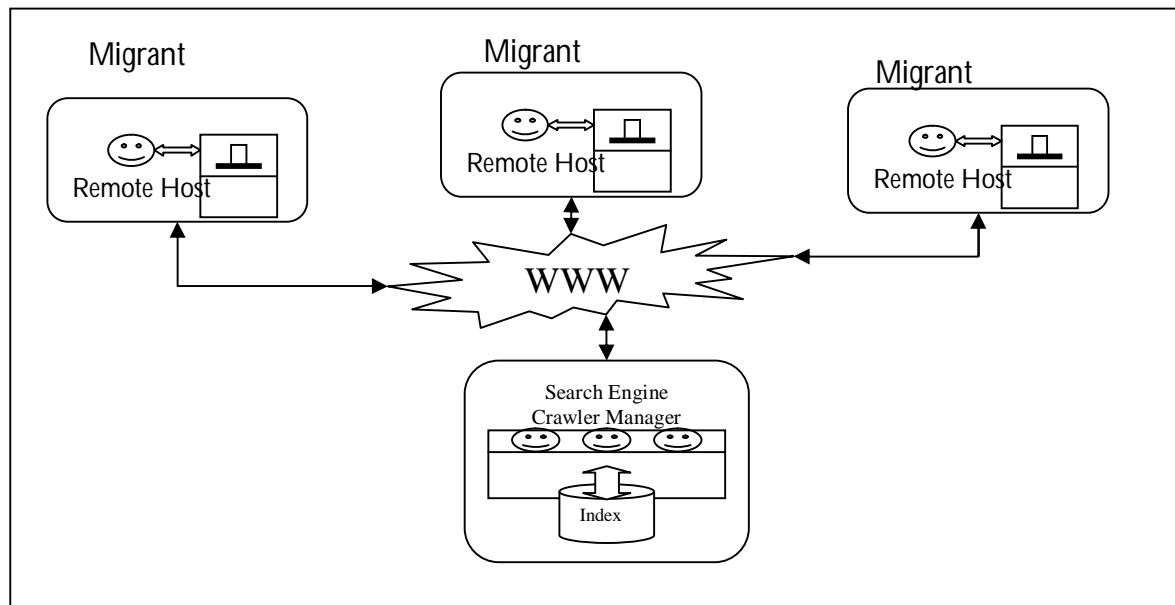 Migrant
Migrant
Migrant
Remote Host
Remote Host
Remote Host
WWW
Search Engine
Crawler Manager
Index